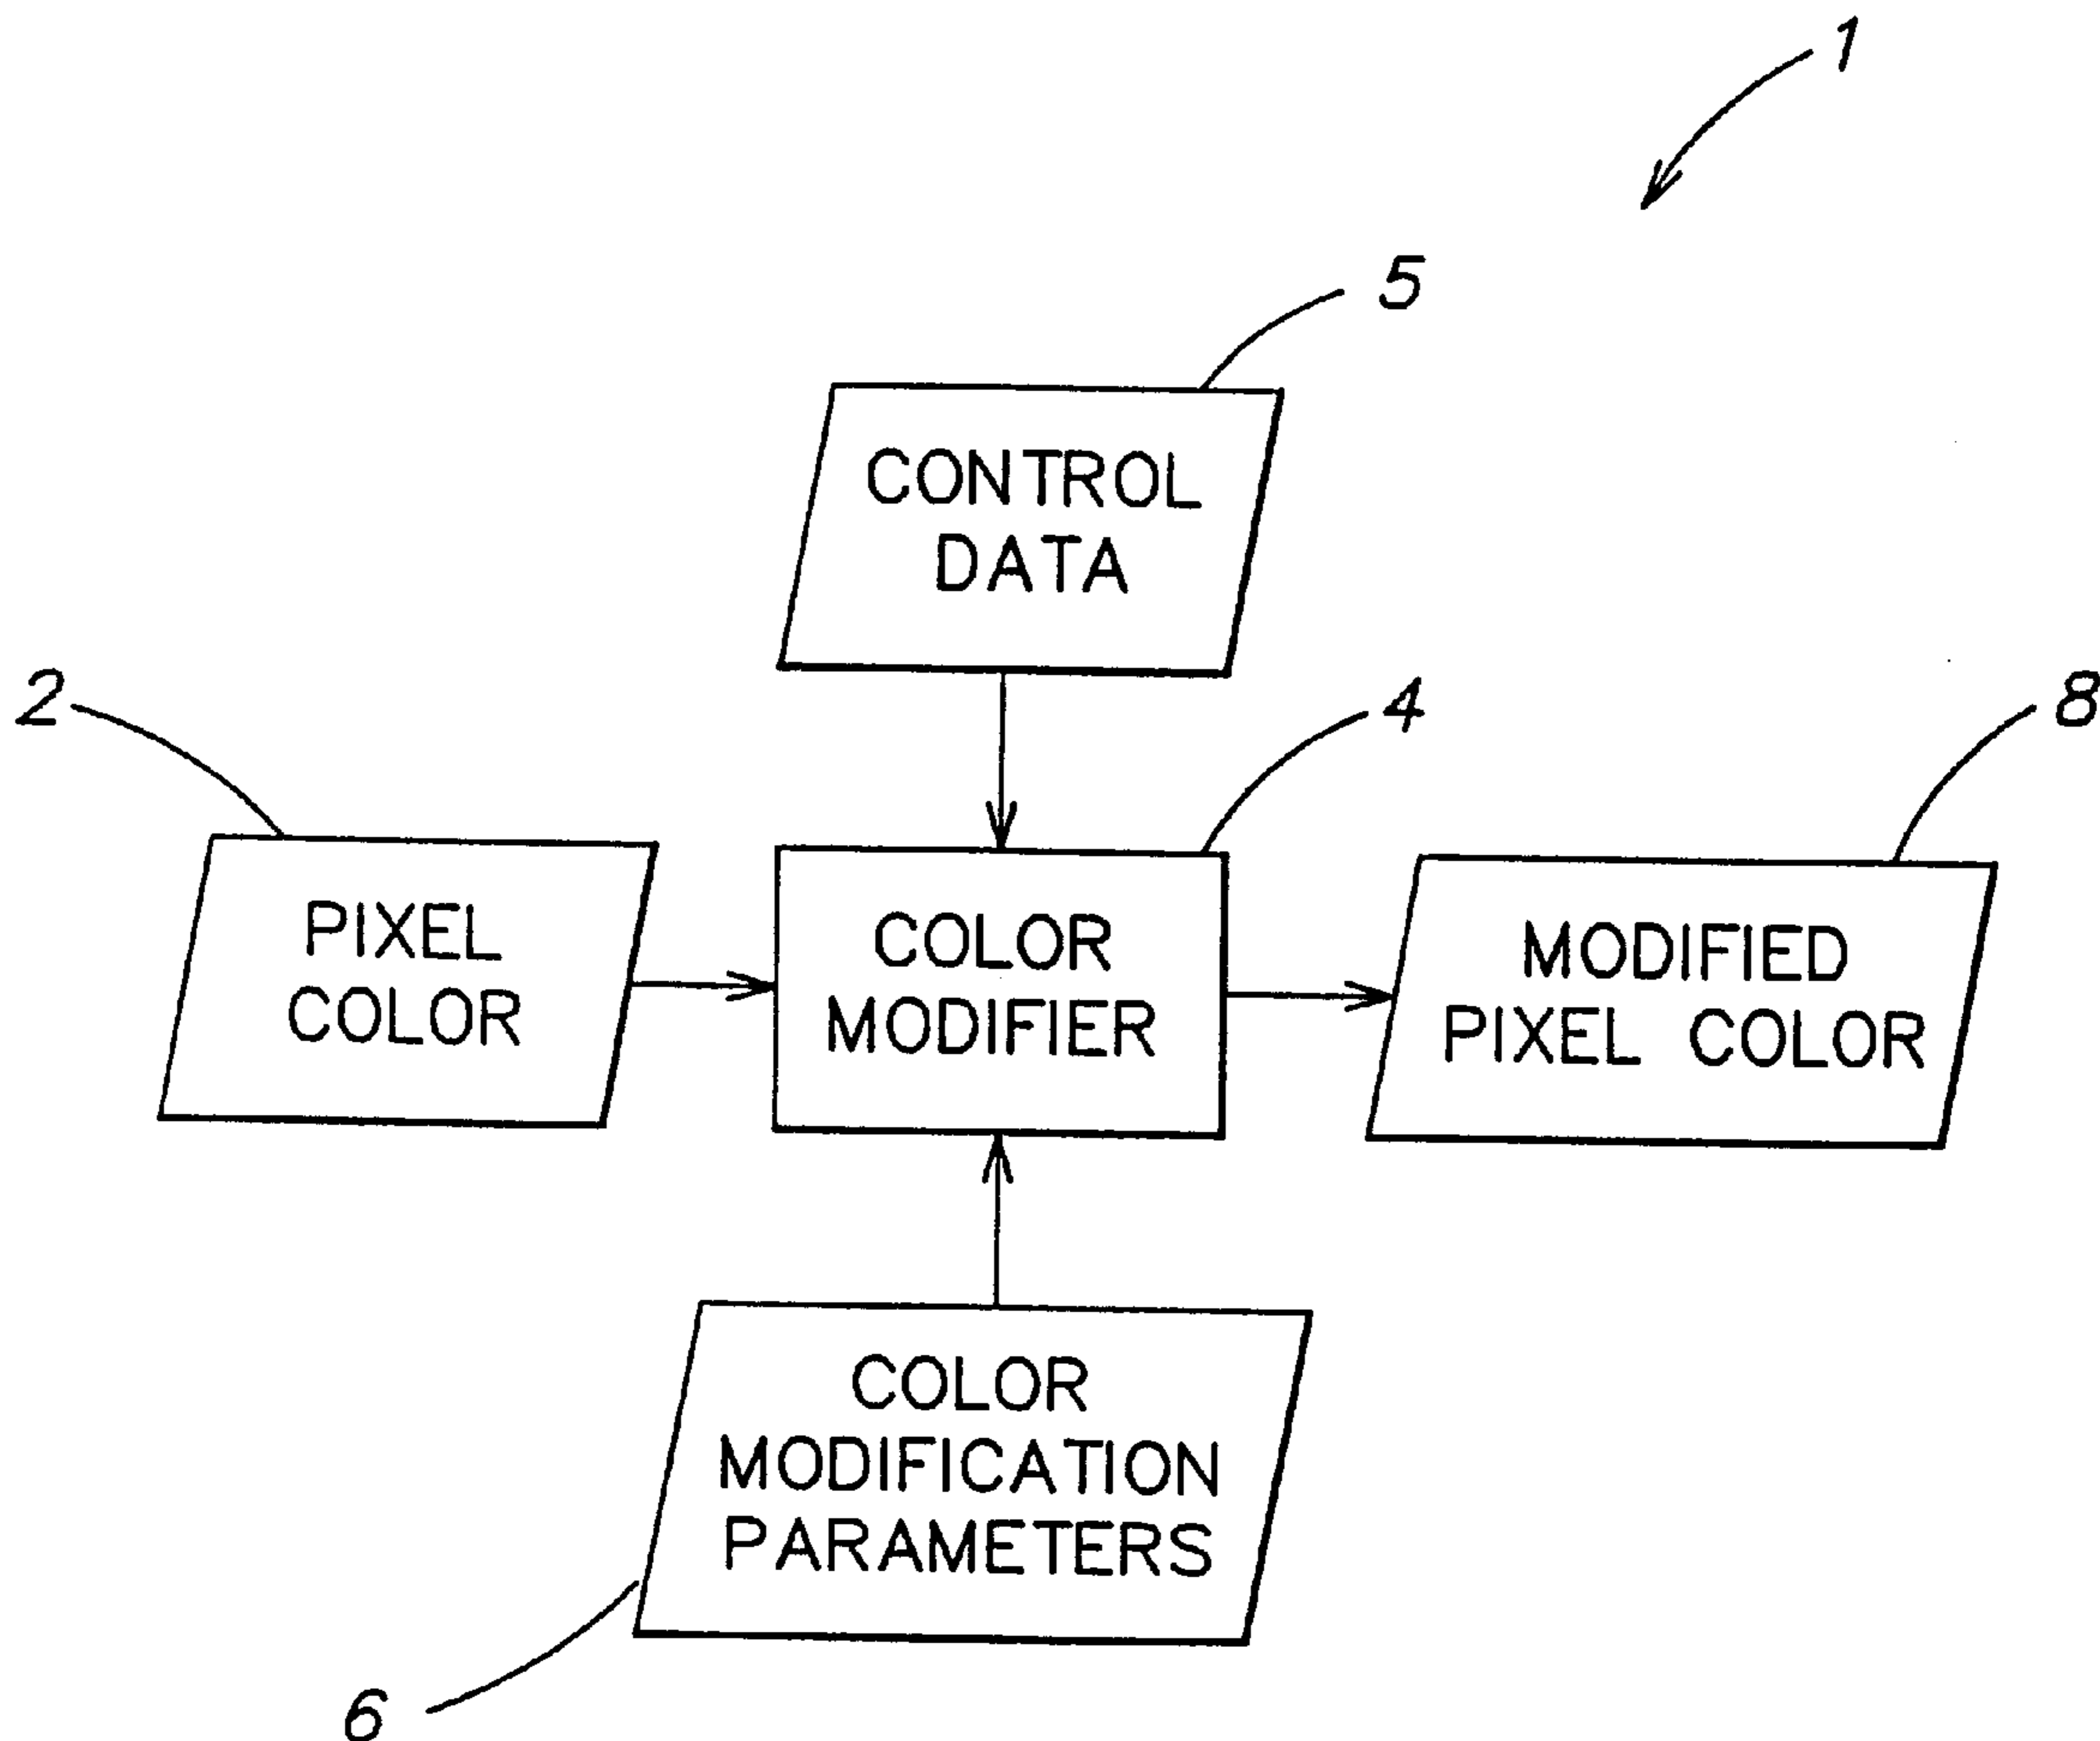 1
5
CONTROL
DATA
2
4
8
PIXEL
COLOR
COLOR
MODIFIER
MODIFIED
PIXEL COLOR
COLOR
MODIFICATION
PARAMETERS
6